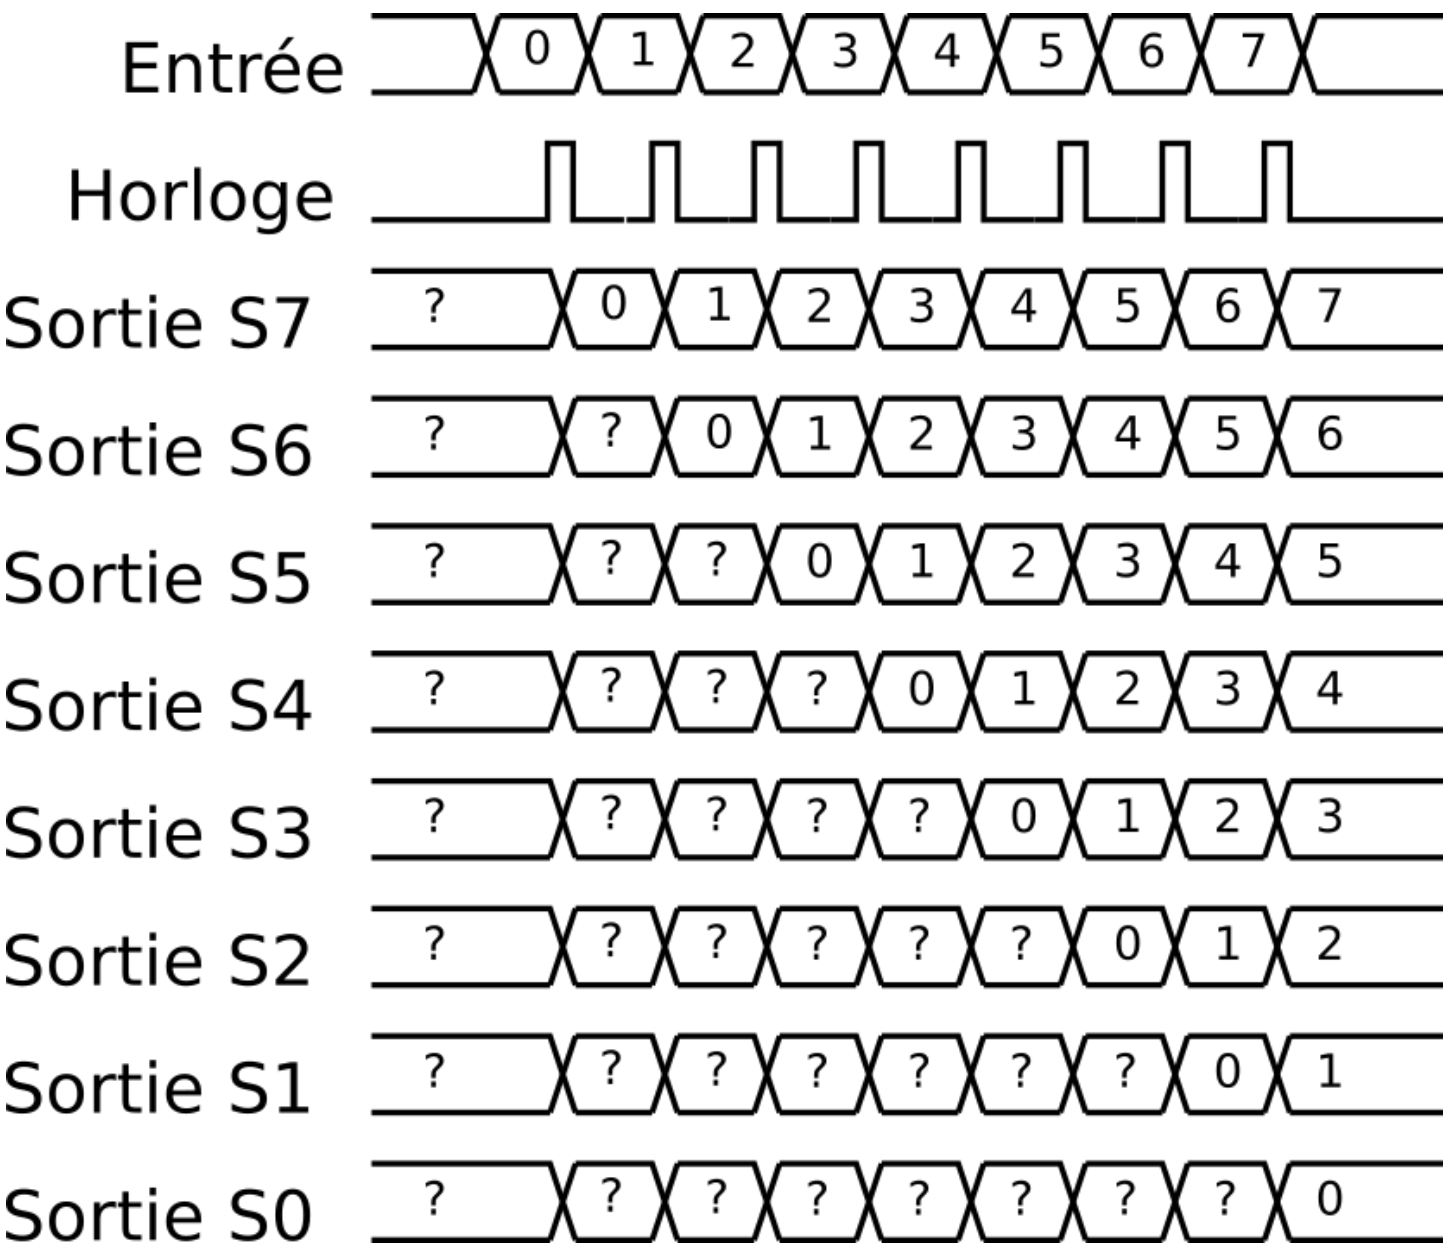 Entrée 0 1 2 3 4 5 6 7
Horloge
Sortie S7 ? 0 1 2 3 4 5 6 7
Sortie S6 ? ? 0 1 2 3 4 5 6
Sortie S5 ? ? ? 0 1 2 3 4 5
Sortie S4 ? ? ? ? 0 1 2 3 4
Sortie S3 ? ? ? ? ? 0 1 2 3
Sortie S2 ? ? ? ? ? ? 0 1 2
Sortie S1 ? ? ? ? ? ? ? 0 1
Sortie S0 ? ? ? ? ? ? ? ? 0